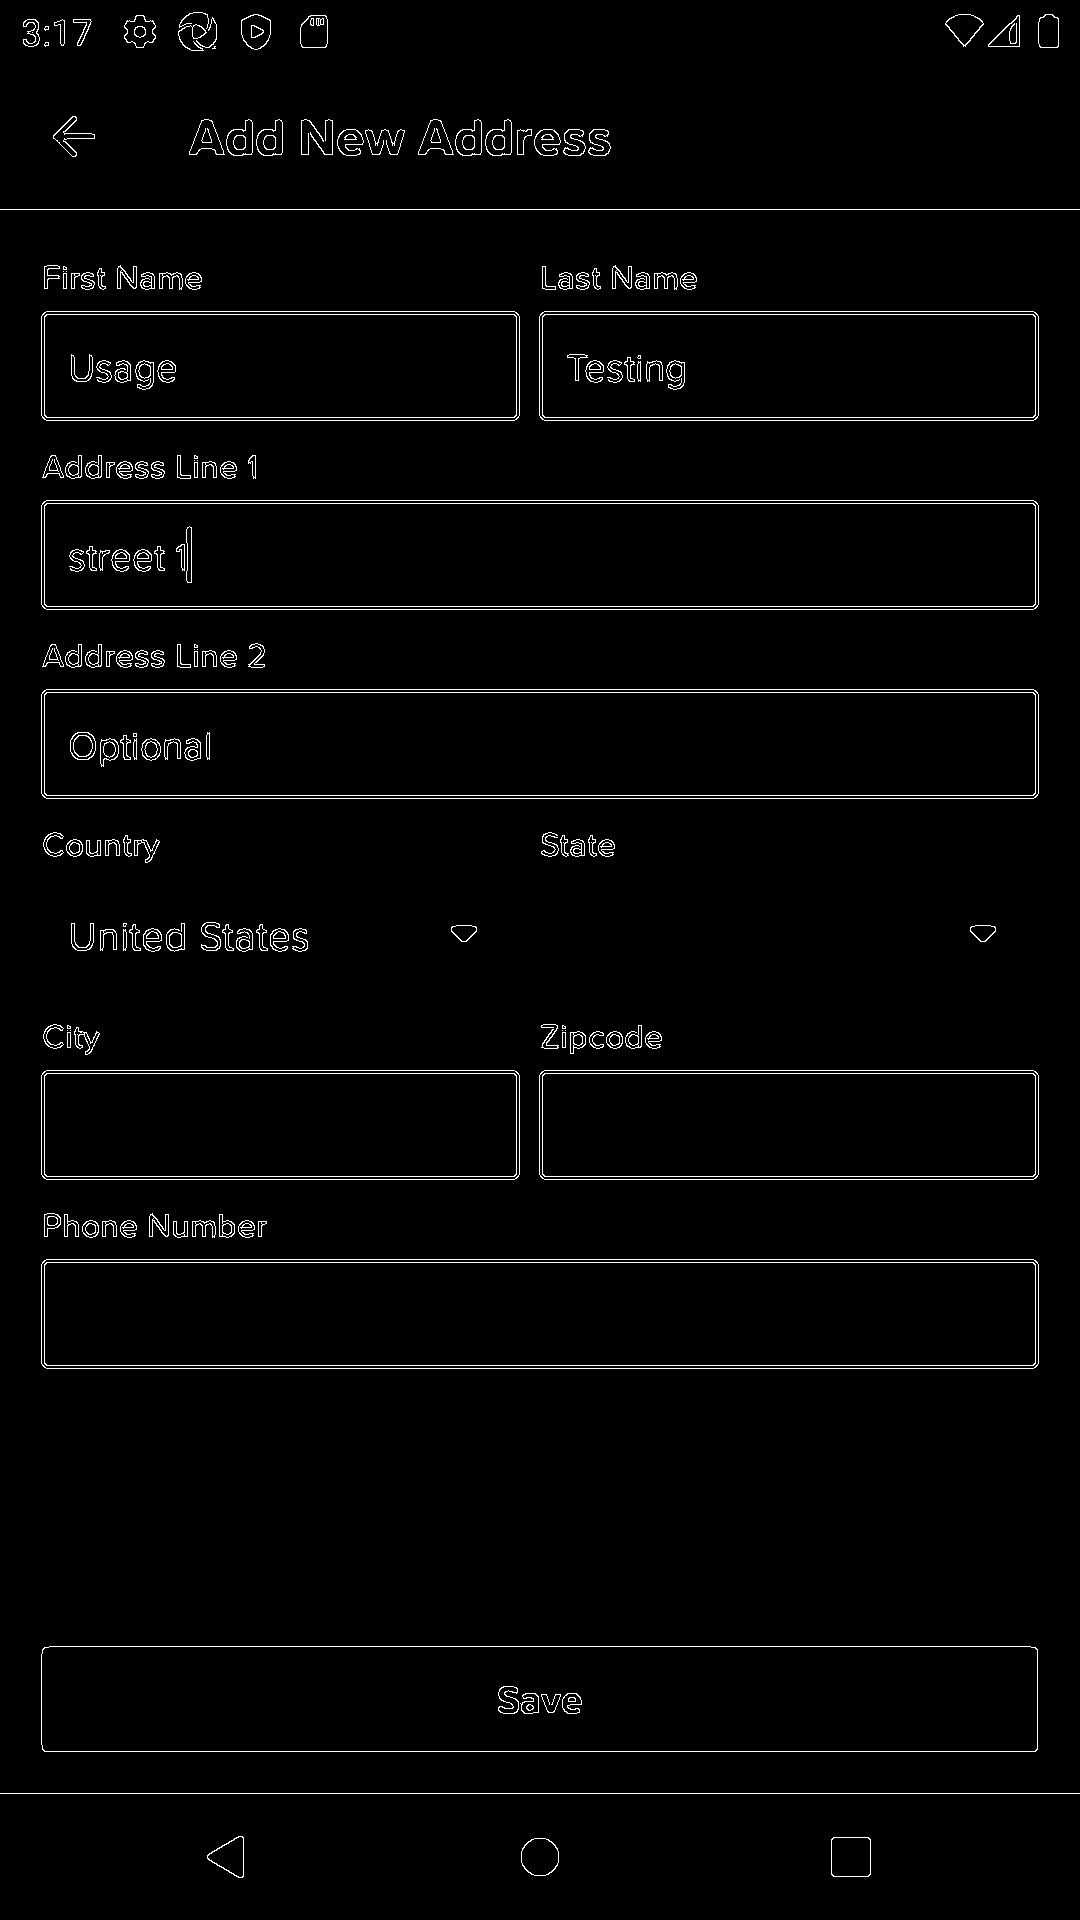 3:17
Add New Address
First Name
Last Name
Usage
Testing
Address Line 1
street 1
Address Line 2
Optional
Country
State
United States
City
Zipcode
Phone Number
Save